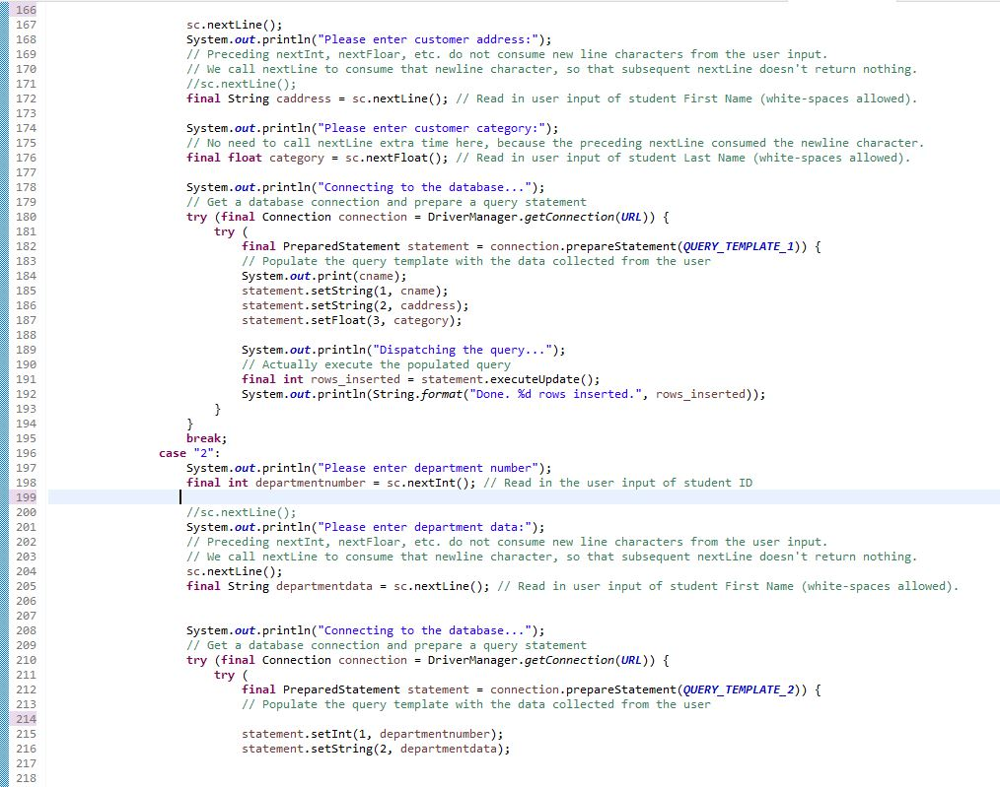 166
167 sc.nextLine();
168 System.out.println("Please enter customer address:");
169 // Preceding nextInt, nextFloar, etc. do not consume new line characters from the user input.
170 // We call nextLine to consume that newline character, so that subsequent nextLine doesn't return nothing.
171 //sc.nextLine();
172 final String caddress = sc.nextLine(); // Read in user input of student First Name (white-spaces allowed).
173
174 System.out.println("Please enter customer category:");
175 // No need to call nextLine extra time here, because the preceding nextLine consumed the newline character.
176 final float category = sc.nextFloat(); // Read in user input of student Last Name (white-spaces allowed).
177
178 System.out.println("Connecting to the database...");
179 // Get a database connection and prepare a query statement
180 try (final Connection connection = DriverManager.getConnection(URL)) {
181 try (
182 final PreparedStatement statement = connection.prepareStatement(QUERY_TEMPLATE_1)) {
183 // Populate the query template with the data collected from the user
184 System.out.print(cname);
185 statement.setString(1, cname);
186 statement.setString(2, caddress);
187 statement.setFloat(3, category);
188
189 System.out.println("Dispatching the query...");
190 // Actually execute the populated query
191 final int rows_inserted = statement.executeUpdate();
192 System.out.println(String.format("Done. %d rows inserted.", rows_inserted));
193 }
194 }
195 break;
196 case "2":
197 System.out.println("Please enter department number");
198 final int departmentnumber = sc.nextInt(); // Read in the user input of student ID
199
200 //sc.nextLine();
201 System.out.println("Please enter department data:");
202 // Preceding nextInt, nextFloar, etc. do not consume new line characters from the user input.
203 // We call nextLine to consume that newline character, so that subsequent nextLine doesn't return nothing.
204 sc.nextLine();
205 final String departmentdata = sc.nextLine(); // Read in user input of student First Name (white-spaces allowed).
206
207
208 System.out.println("Connecting to the database...");
209 // Get a database connection and prepare a query statement
210 try (final Connection connection = DriverManager.getConnection(URL)) {
211 try (
212 final PreparedStatement statement = connection.prepareStatement(QUERY_TEMPLATE_2)) {
213 // Populate the query template with the data collected from the user
214
215 statement.setInt(1, departmentnumber);
216 statement.setString(2, departmentdata);
217
218